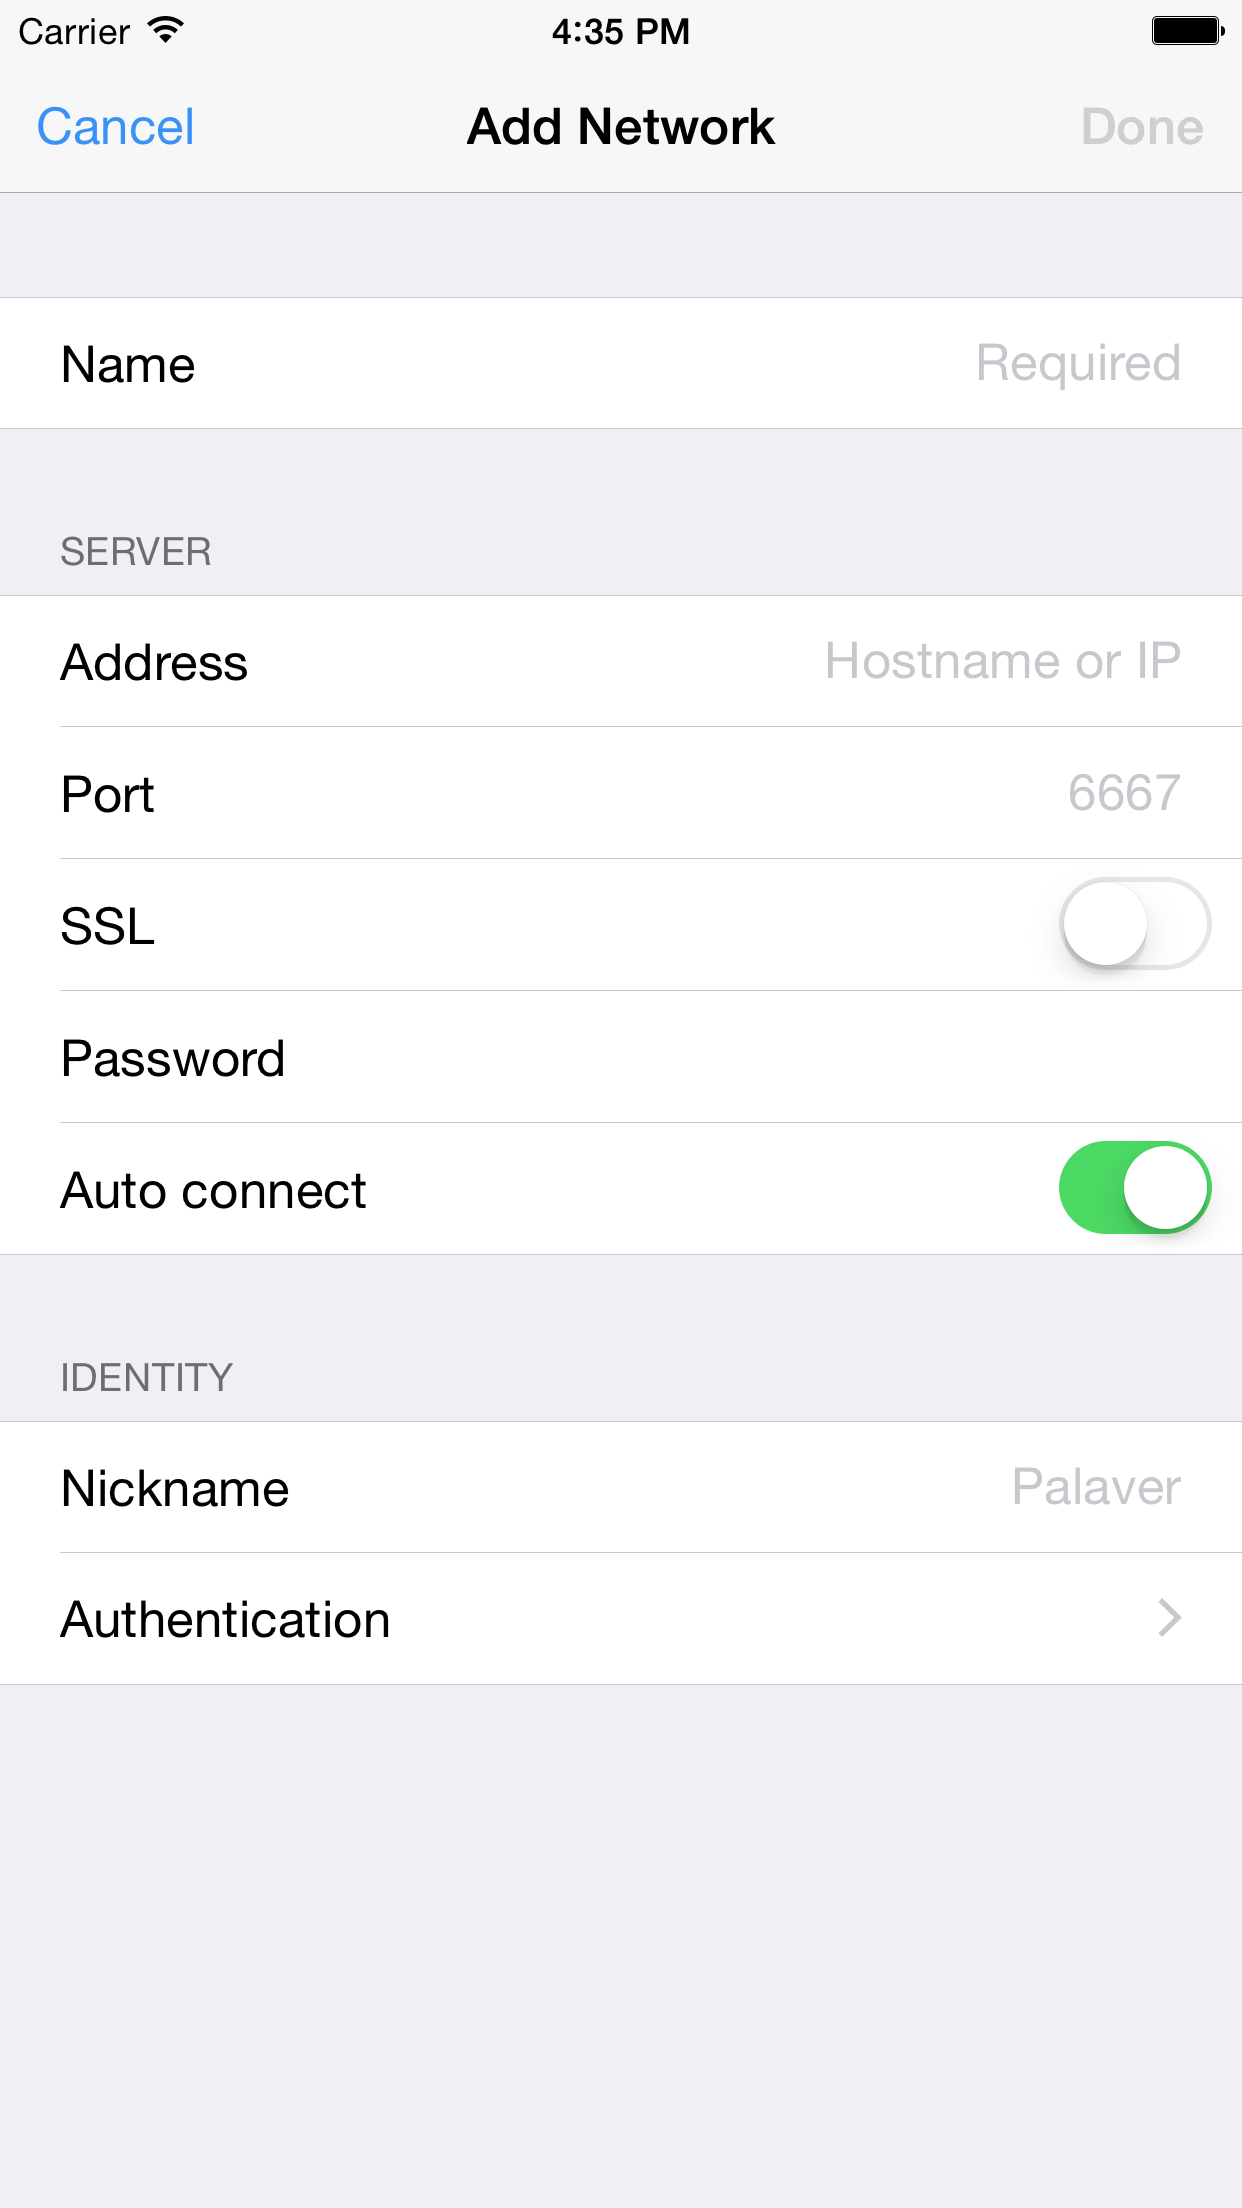 Carrier 4:35 PM
Cancel Add Network Done
Name Required
SERVER
Address Hostname or IP
Port 6667
SSL
Password
Auto connect
IDENTITY
Nickname Palaver
Authentication